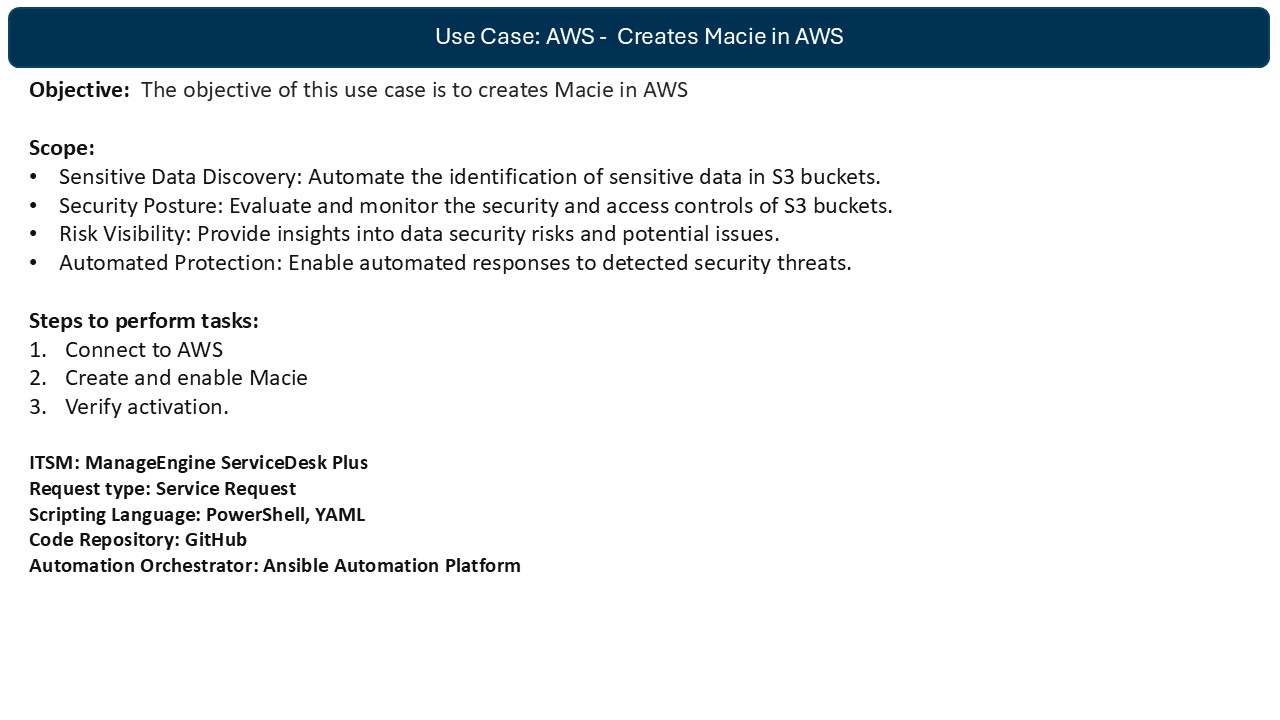 Use Case: AWS -  Creates Macie in AWS
Objective:  The objective of this use case is to creates Macie in AWS
Scope:
• Sensitive Data Discovery: Automate the identification of sensitive data in S3 buckets.
• Security Posture: Evaluate and monitor the security and access controls of S3 buckets.
• Risk Visibility: Provide insights into data security risks and potential issues.
• Automated Protection: Enable automated responses to detected security threats.
Steps to perform tasks:
1. Connect to AWS
2. Create and enable Macie
3. Verify activation.
ITSM: ManageEngine ServiceDesk Plus
Request type: Service Request
Scripting Language: PowerShell, YAML
Code Repository: GitHub
Automation Orchestrator: Ansible Automation Platform